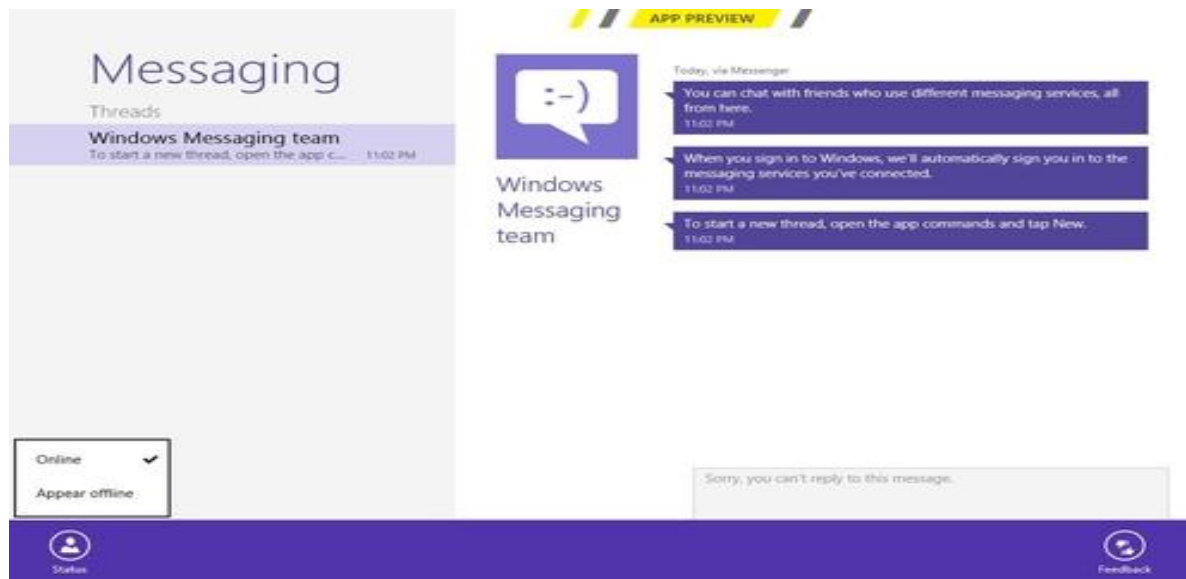 APP PREVIEW
Messaging
Threads
Windows Messaging team
To start a new thread, open the app c... 11:02 PM
:-)
Windows
Messaging
team
Today, via Messenger
You can chat with friends who use different messaging services, all
from here.
11:02 PM
When you sign in to Windows, we'll automatically sign you in to the
messaging services you've connected.
11:02 PM
To start a new thread, open the app commands and tap New.
11:02 PM
Online
Appear offline
Sorry, you can't reply to this message.
Status
Feedback